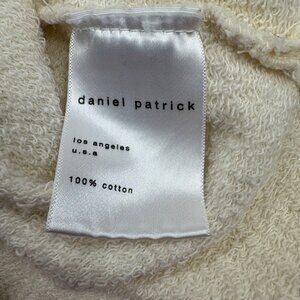 daniel patrick
los angeles
u.s.a
100% cotton